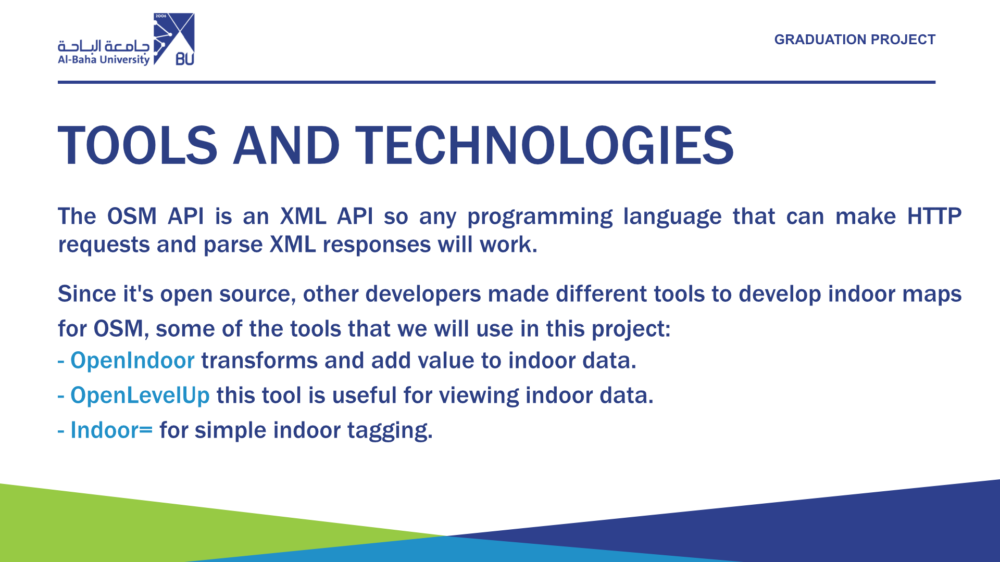 2006
جامعة الباحة
Al-Baha University
BU
GRADUATION PROJECT
TOOLS AND TECHNOLOGIES
The OSM API is an XML API so any programming language that can make HTTP
requests and parse XML responses will work.
Since it's open source, other developers made different tools to develop indoor maps
for OSM, some of the tools that we will use in this project:
- OpenIndoor transforms and add value to indoor data.
- OpenLevelUp this tool is useful for viewing indoor data.
- Indoor= for simple indoor tagging.